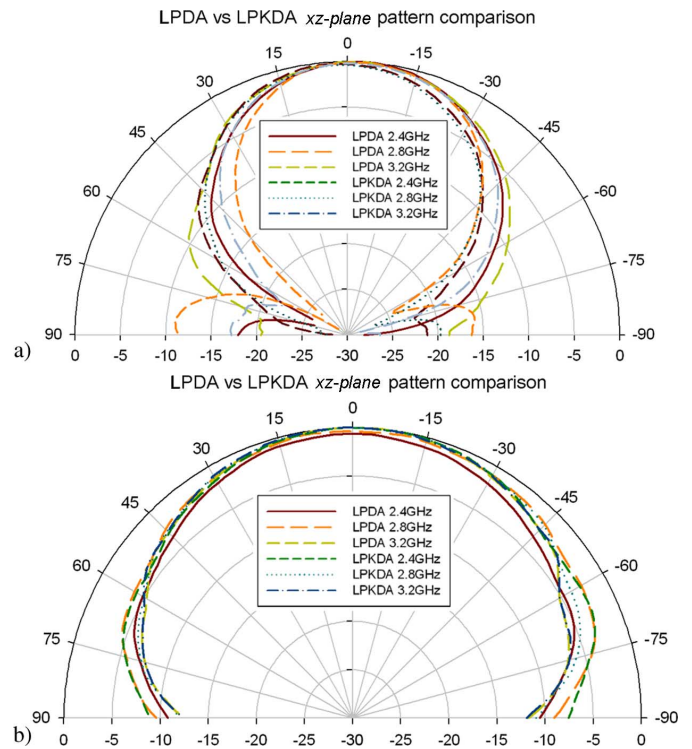 LPDA vs LPKDA xz-plane pattern comparison
0
15 -15
30 -30
45 -45
60 -60
75 -75
90 -90
LPDA 2.4GHz
LPDA 2.8GHz
LPDA 3.2GHz
LPKDA 2.4GHz
LPKDA 2.8GHz
LPKDA 3.2GHz
a)
0 -5 -10 -15 -20 -25 -30 -25 -20 -15 -10 -5 0
LPDA vs LPKDA xz-plane pattern comparison
0
15 -15
30 -30
45 -45
60 -60
75 -75
90 -90
LPDA 2.4GHz
LPDA 2.8GHz
LPDA 3.2GHz
LPKDA 2.4GHz
LPKDA 2.8GHz
LPKDA 3.2GHz
b)
0 -5 -10 -15 -20 -25 -30 -25 -20 -15 -10 -5 0